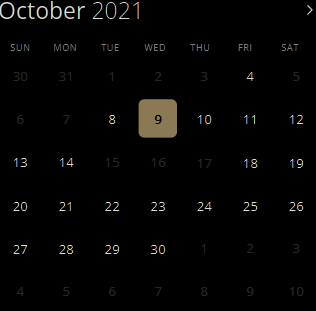 October 2021
SUN MON TUE WED THU FRI SAT
30 31 1 2 3 4 5
6 7 8 9 10 11 12
13 14 15 16 17 18 19
20 21 22 23 24 25 26
27 28 29 30 1 2 3
4 5 6 7 8 9 10